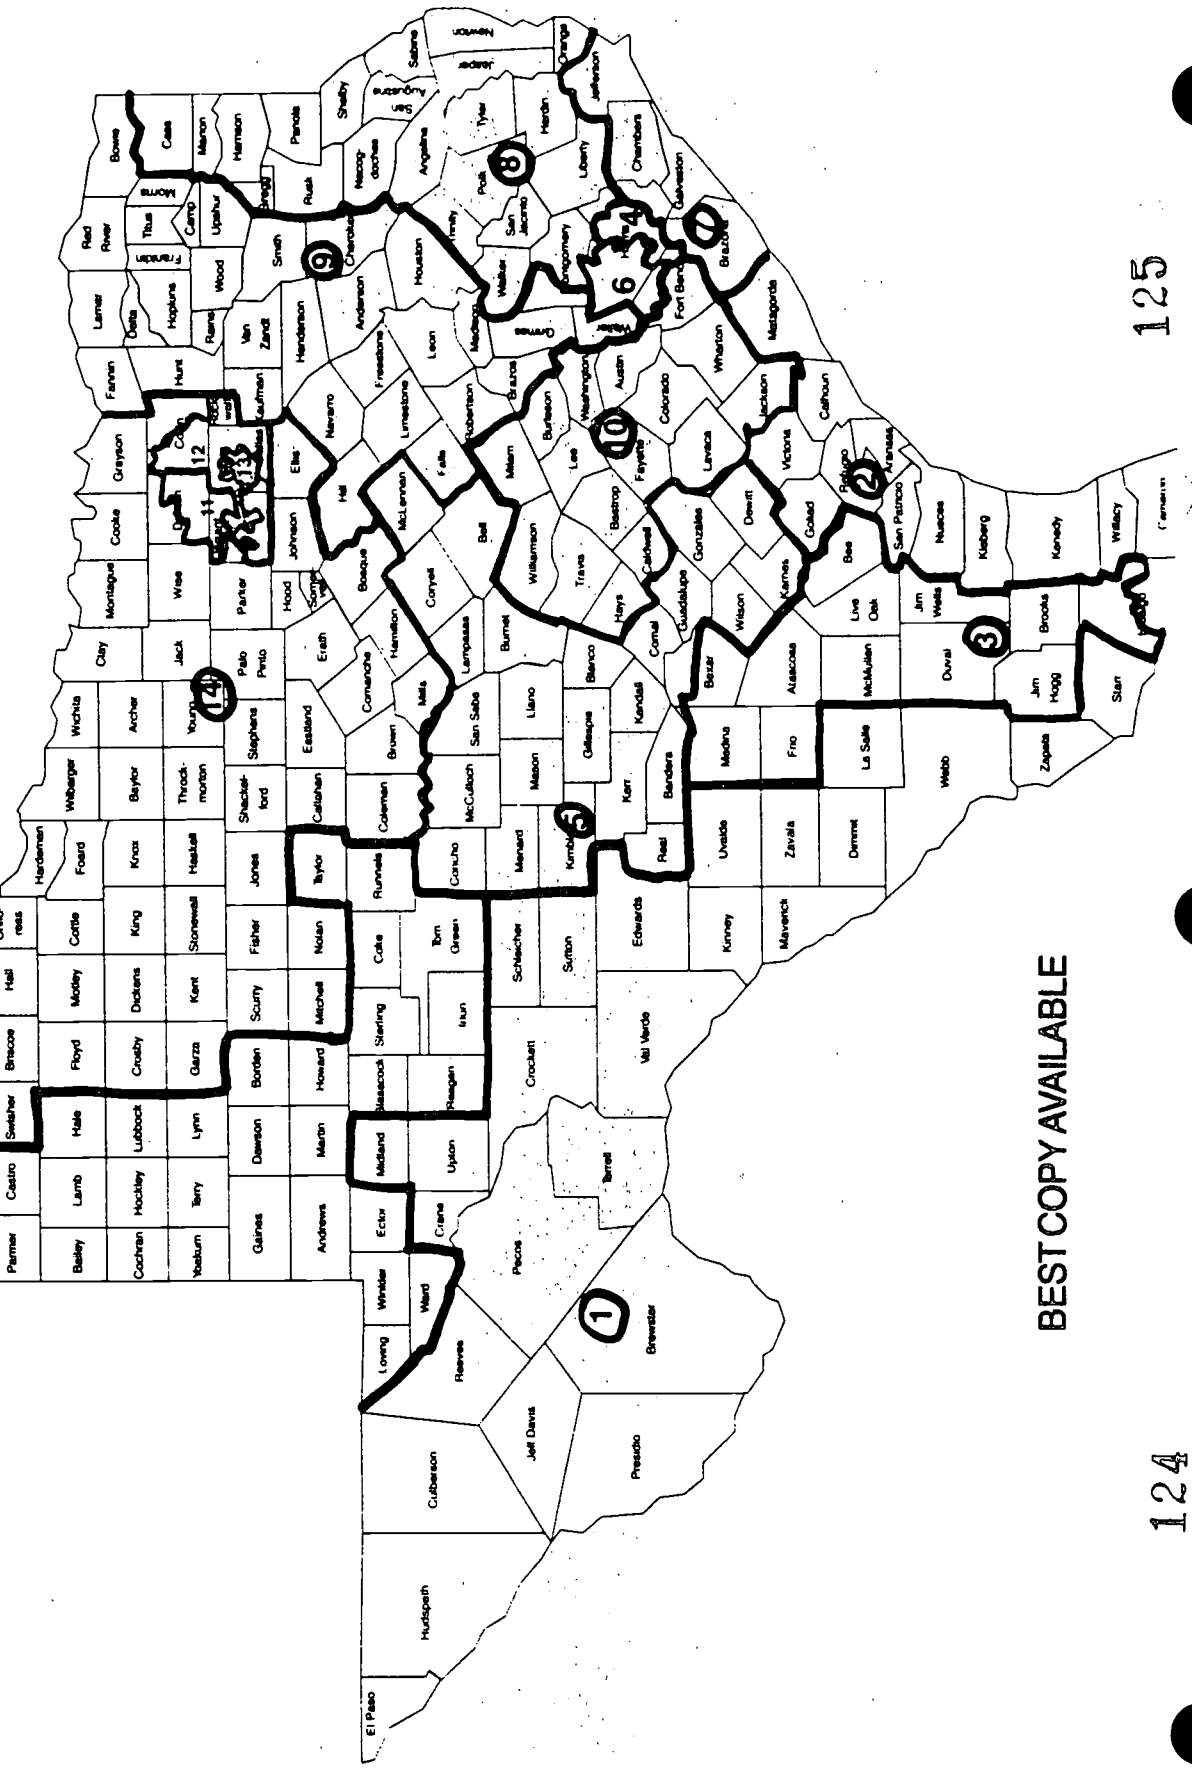 Hall
Briscoe
Swisher
Castro
Parmer
Hardeman
Foard
Cottle
Motley
Floyd
Hale
Lamb
Bailey
Wilbarger
Wichita
Clay
Montague
Cooke
Grayson
Fannin
Lamar
Red
River
Bowie
Knox
King
Dickens
Crosby
Lubbock
Hockley
Cochran
Baylor
Archer
Jack
Wise
11
12
Hunt
Delta
Hopkins
Franklin
Titus
Morris
Camp
Cass
Marion
Haskell
Stonewall
Kent
Garza
Lynn
Terry
Yoakum
Throck-
morton
Young
14
Palo
Pinto
Parker
13
Rains
Wood
Upshur
Harrison
Gregg
Jones
Fisher
Scurry
Borden
Dawson
Gaines
Shackel-
ford
Stephens
Eastland
Erath
Hood
Johnson
Ellis
Kaufman
Van
Zandt
Smith
Rusk
Panola
Taylor
Nolan
Mitchell
Howard
Martin
Andrews
Callahan
Comanche
Bosque
Hill
Navarro
Henderson
Anderson
9
Cherokee
Nacog-
doches
Shelby
San
Augustine
Sabine
Coleman
Runnels
Coke
Sterling
Glasscock
Midland
Ector
Winkler
Loving
Brown
Mills
Hamilton
Coryell
McLennan
Limestone
Freestone
Falls
Leon
Houston
Angelina
Trinity
Polk
Tyler
Jasper
Newton
Concho
Tom
Green
Irion
Reagan
Upton
Crane
Ward
McCulloch
San Saba
Lampasas
Bell
Milam
Robertson
Brazos
Madison
Walker
San
Jacinto
8
Hardin
Orange
Menard
Schleicher
Crockett
Pecos
Reeves
Culberson
Hudspeth
El Paso
Mason
Llano
Burnet
Williamson
Burleson
Grimes
Montgomery
Liberty
Jefferson
Kimble
5
Sutton
Terrell
Jeff Davis
Gillespie
Blanco
Travis
Lee
Washington
Waller
6
4
Chambers
Kerr
Kendall
Hays
Bastrop
10
Fayette
Austin
Fort Bend
Galveston
Real
Edwards
Val Verde
Brewster
1
Presidio
Bandera
Comal
Caldwell
Guadalupe
Gonzales
Lavaca
Colorado
Wharton
Brazoria
7
Uvalde
Kinney
Medina
Bexar
Wilson
Karnes
Dewitt
Victoria
Jackson
Matagorda
Maverick
Zavala
Frio
Atascosa
Goliad
Calhoun
Dimmit
La Salle
McMullen
Live
Oak
Bee
Refugio
2
Aransas
San Patricio
Webb
Duval
3
Jim
Wells
Nueces
Kleberg
Zapata
Jim
Hogg
Brooks
Kenedy
Starr
Willacy
BEST COPY AVAILABLE
124
125